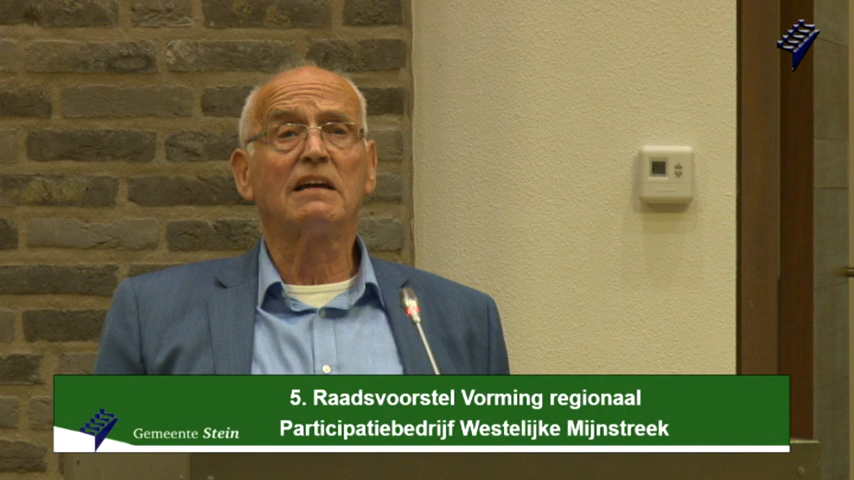 5. Raadsvoorstel Vorming regionaal
Participatiebedrijf Westelijke Mijnstreek
Gemeente Stein